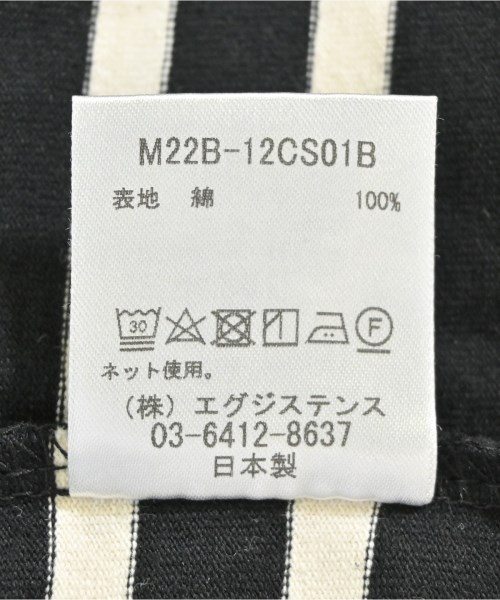 M22B-12CS01B
表地 綿 100%
30 F
ネット使用。
(株) エグジステンス
03-6412-8637
日本製